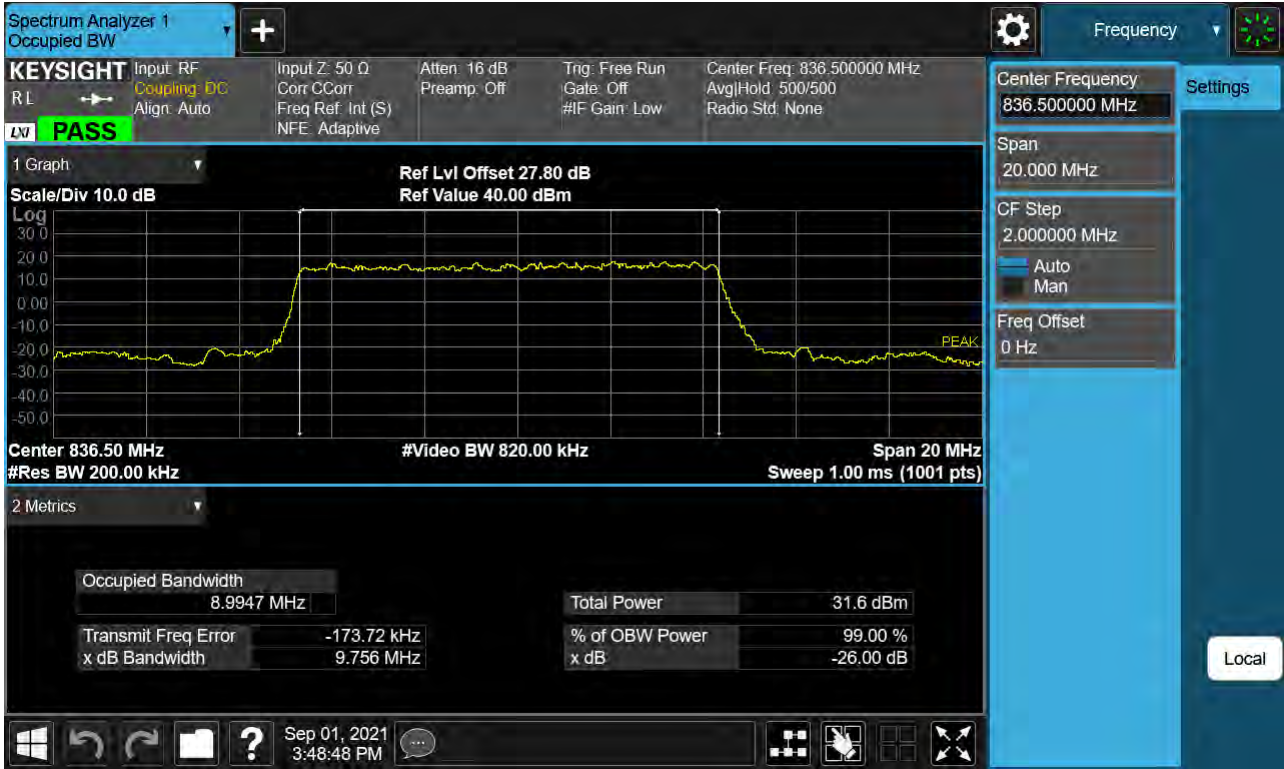 Spectrum Analyzer 1
Occupied BW
Frequency
KEYSIGHT
RL
LXI
PASS
Input: RF
Coupling: DC
Align: Auto
Input Z: 50 Ω
Corr CCorr
Freq Ref: Int (S)
NFE: Adaptive
Atten: 16 dB
Preamp: Off
Trig: Free Run
Gate: Off
#IF Gain: Low
Center Freq: 836.500000 MHz
Avg|Hold: 500/500
Radio Std: None
Center Frequency
836.500000 MHz
Settings
Span
20.000 MHz
CF Step
2.000000 MHz
Auto
Man
Freq Offset
0 Hz
Local
1 Graph
Scale/Div 10.0 dB
Ref Lvl Offset 27.80 dB
Ref Value 40.00 dBm
Log
30.0
20.0
10.0
0.00
-10.0
-20.0
-30.0
-40.0
-50.0
PEAK
Center 836.50 MHz
#Video BW 820.00 kHz
Span 20 MHz
#Res BW 200.00 kHz
Sweep 1.00 ms (1001 pts)
2 Metrics
Occupied Bandwidth
8.9947 MHz
Total Power 31.6 dBm
Transmit Freq Error -173.72 kHz
% of OBW Power 99.00 %
x dB Bandwidth 9.756 MHz
x dB -26.00 dB
?
Sep 01, 2021
3:48:48 PM